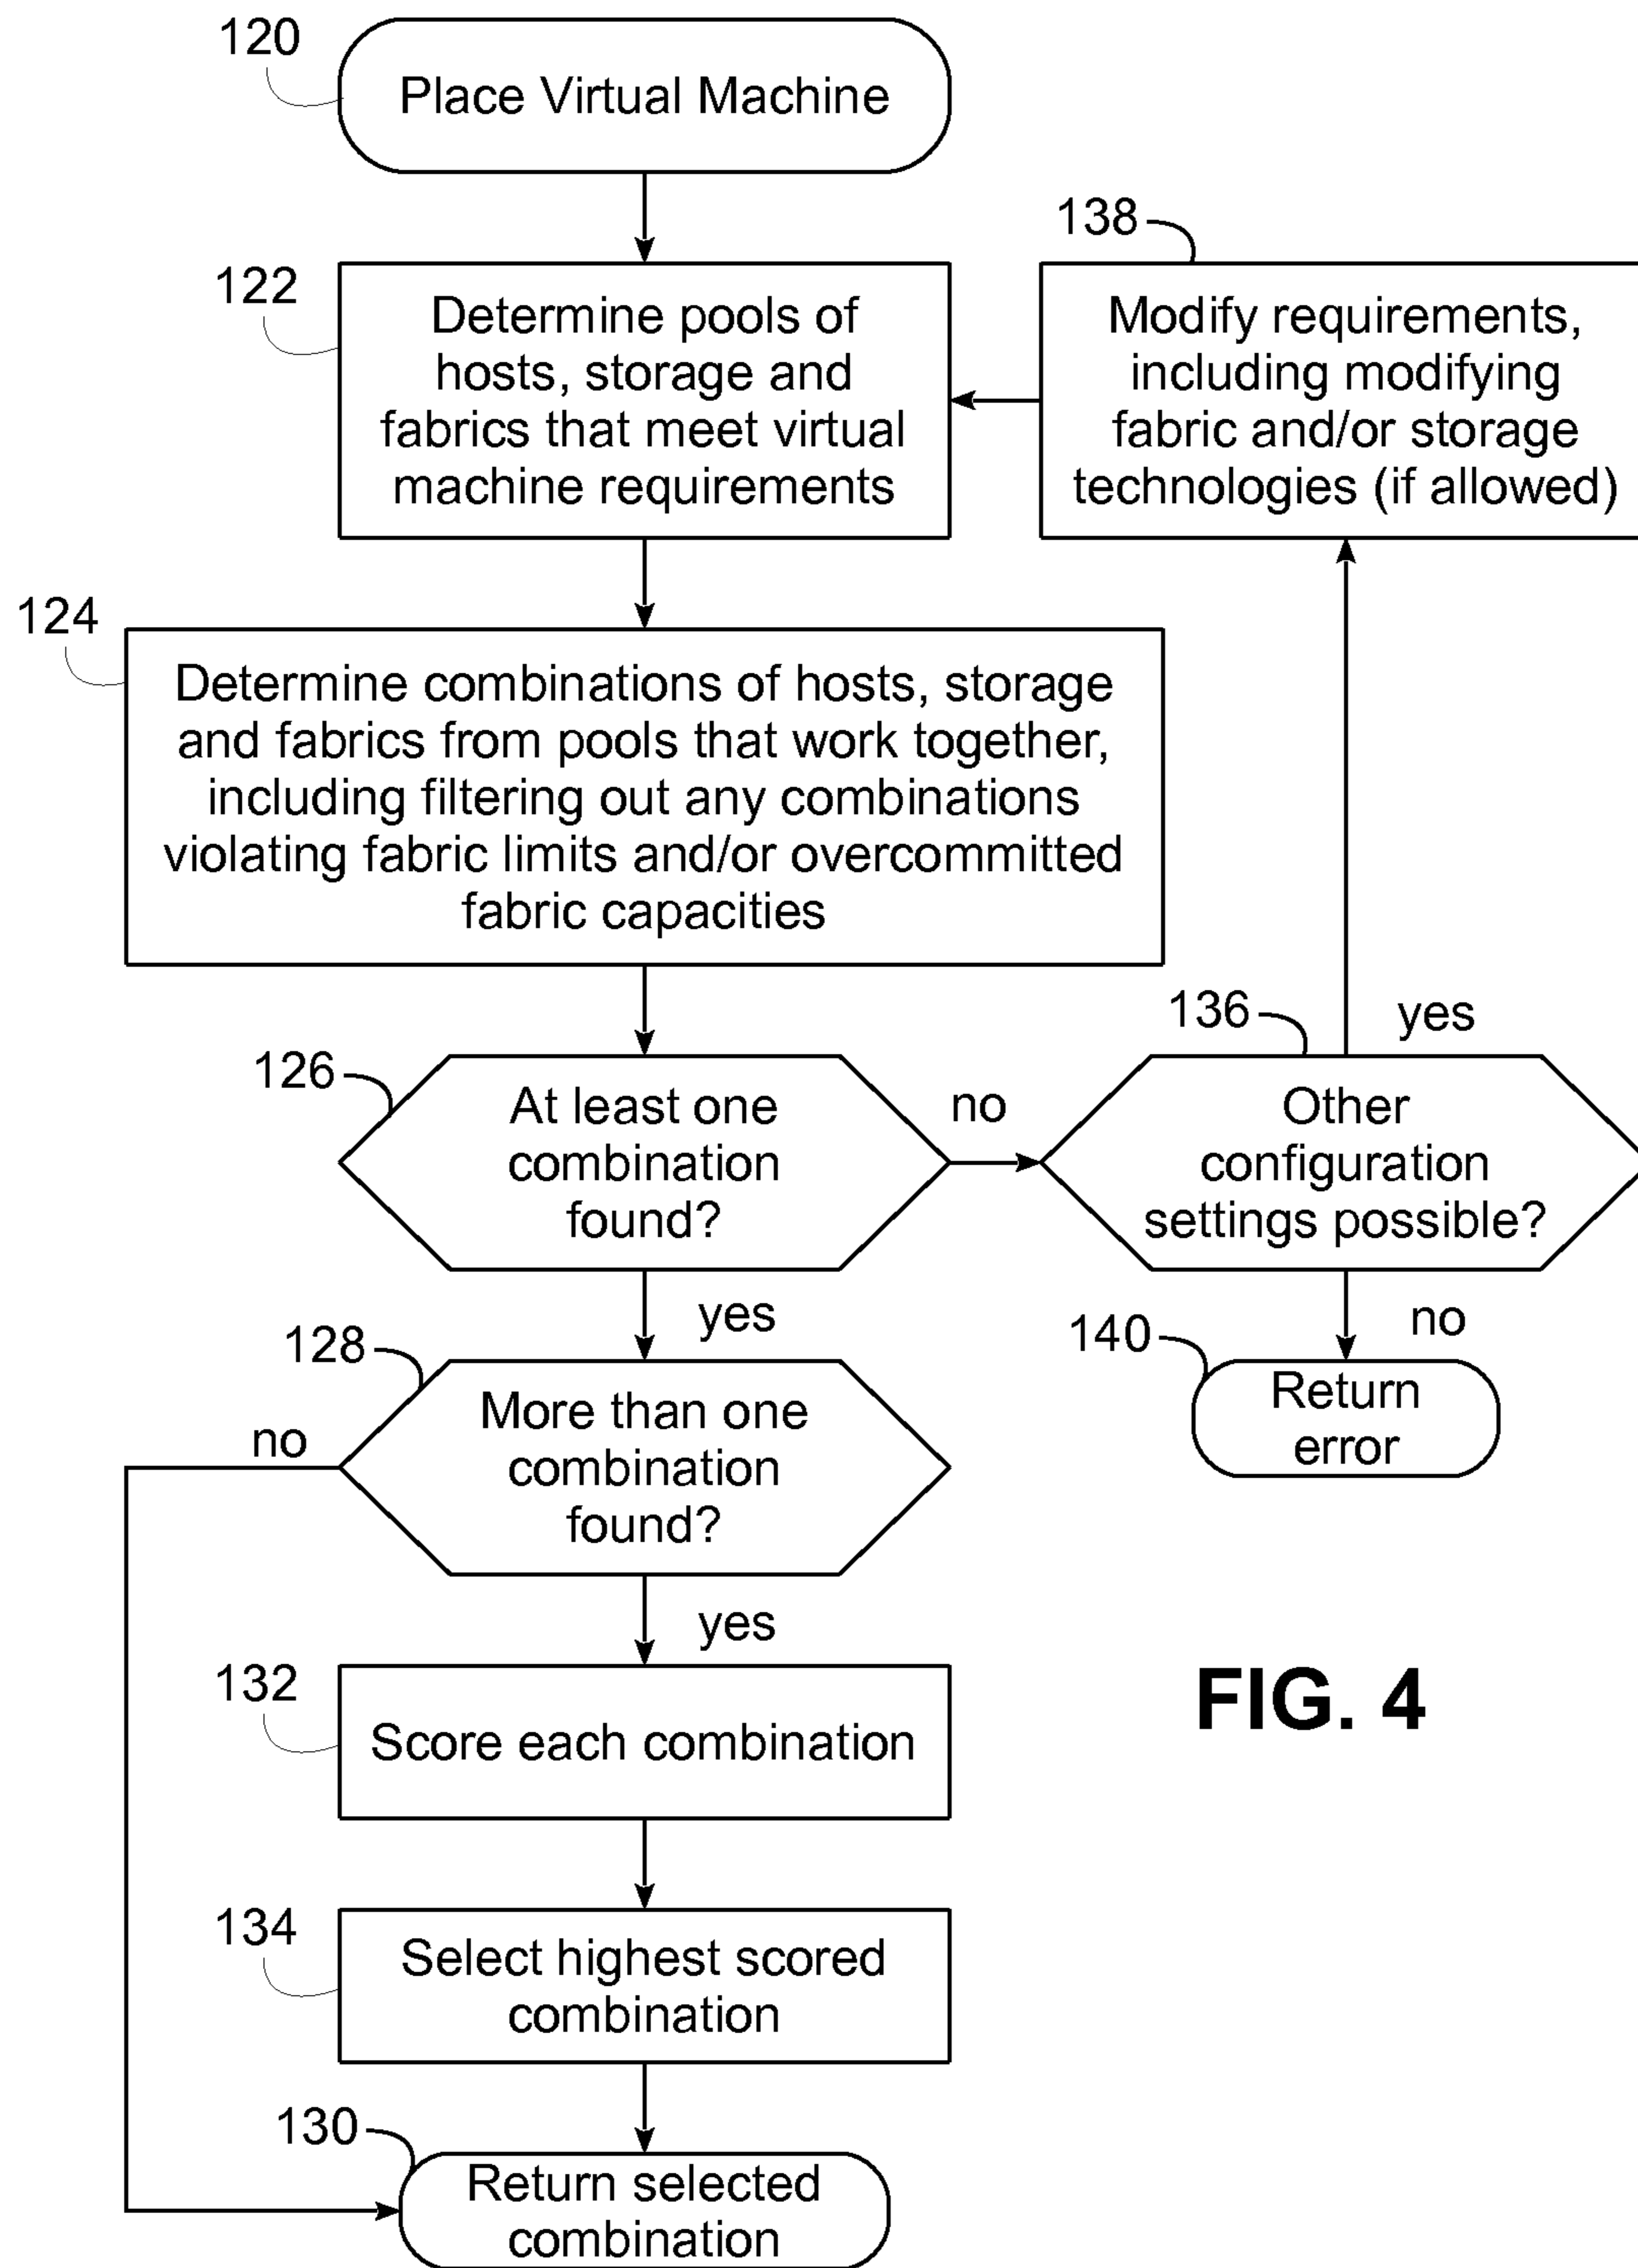 120
Place Virtual Machine
138
122
Determine pools of
hosts, storage and
fabrics that meet virtual
machine requirements
Modify requirements,
including modifying
fabric and/or storage
technologies (if allowed)
124
Determine combinations of hosts, storage
and fabrics from pools that work together,
including filtering out any combinations
violating fabric limits and/or overcommitted
fabric capacities
136
yes
126
At least one
combination
found?
no
Other
configuration
settings possible?
yes
no
128
More than one
combination
found?
no
140
Return
error
yes
132
Score each combination
FIG. 4
134
Select highest scored
combination
130
Return selected
combination